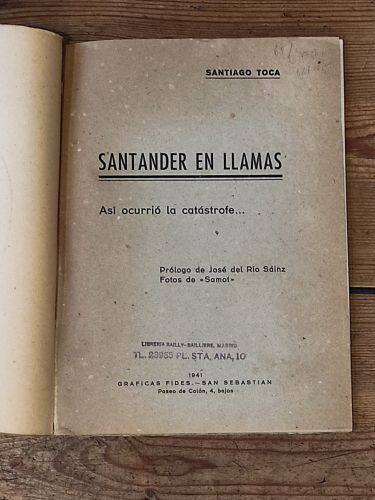 SANTIAGO TOCA
SANTANDER EN LLAMAS
Así ocurrió la catástrofe...
Prólogo de José del Río Sáinz
Fotos de «Samot»
LIBRERIA BAILLY-BAILLIERE, MADRID
TL. 23955 PL. STA. ANA, 10
1941
GRAFICAS FIDES.—SAN SEBASTIAN
Paseo de Colón, 4, bajos